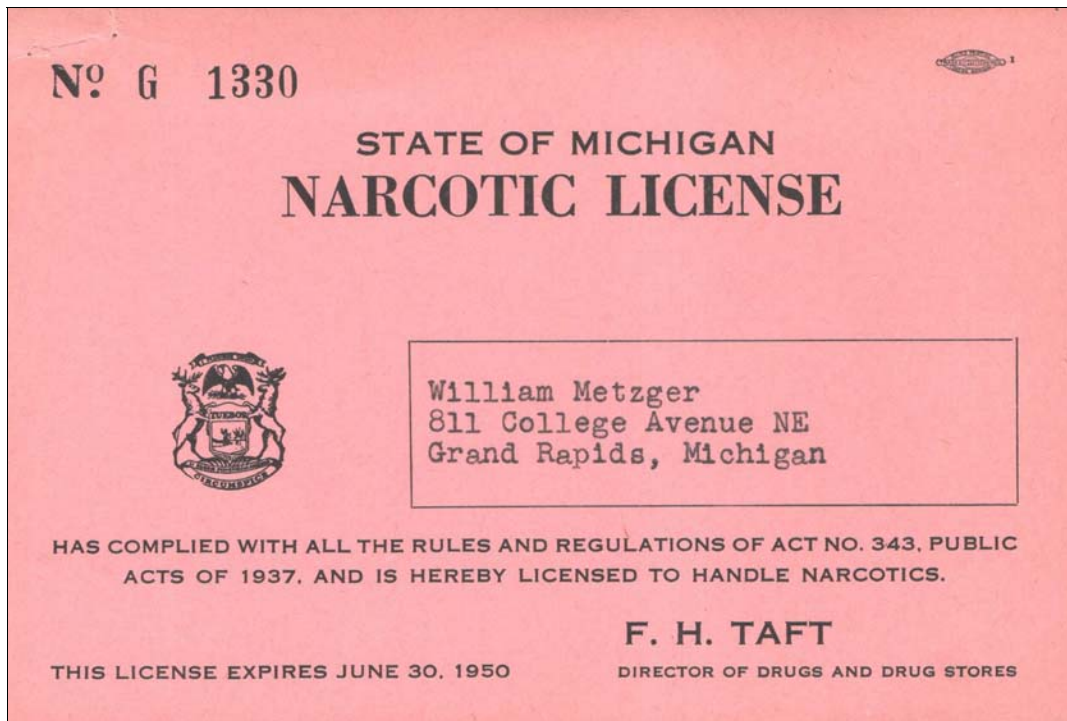 Nº G 1330
1
STATE OF MICHIGAN
NARCOTIC LICENSE
TUEBOR
CIRCUMSPICE
William Metzger
811 College Avenue NE
Grand Rapids, Michigan
HAS COMPLIED WITH ALL THE RULES AND REGULATIONS OF ACT NO. 343, PUBLIC
ACTS OF 1937, AND IS HEREBY LICENSED TO HANDLE NARCOTICS.
F. H. TAFT
THIS LICENSE EXPIRES JUNE 30, 1950
DIRECTOR OF DRUGS AND DRUG STORES